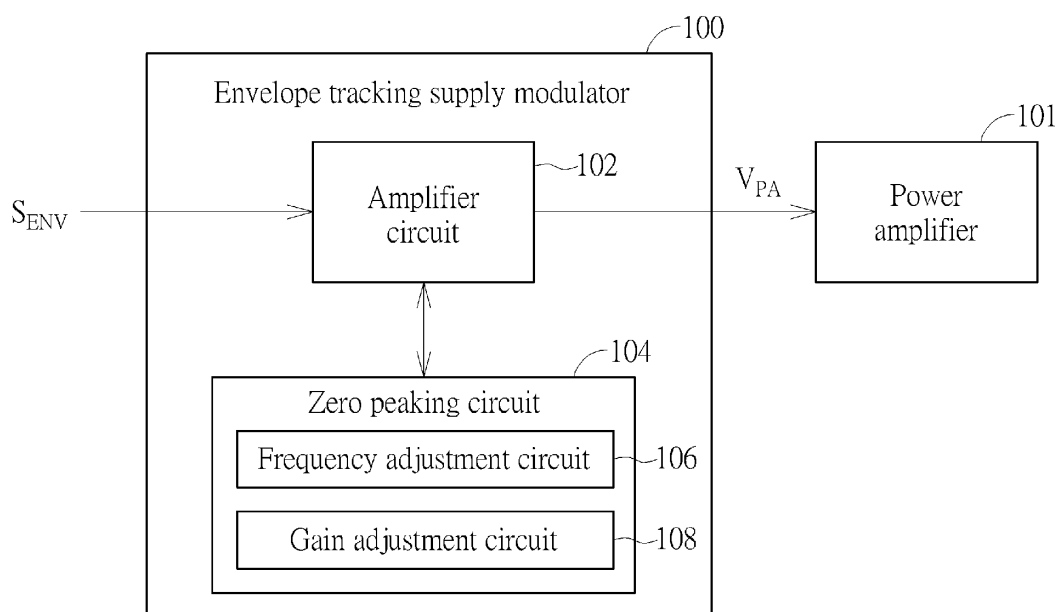 100
Envelope tracking supply modulator
101
102
S_ENV
Amplifier
circuit
V_PA
Power
amplifier
104
Zero peaking circuit
Frequency adjustment circuit
106
Gain adjustment circuit
108